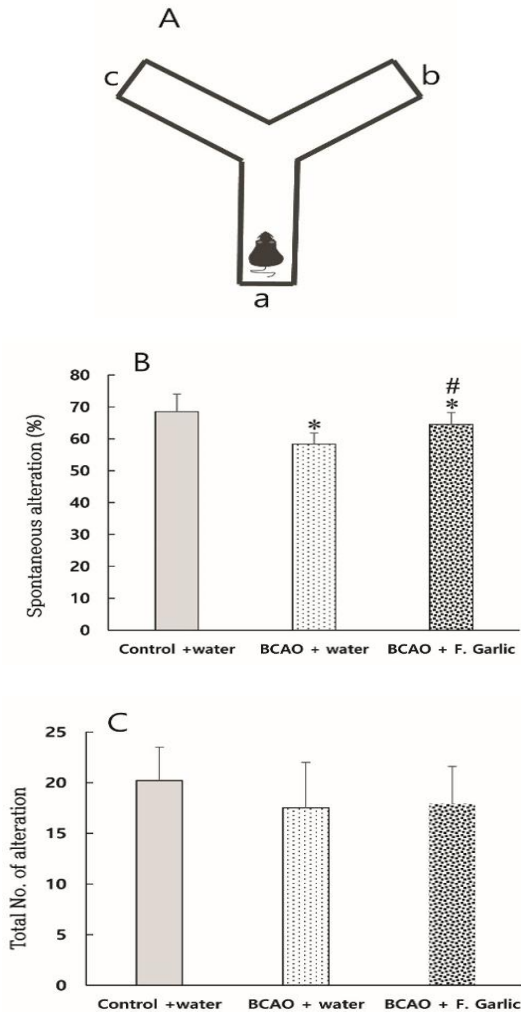 A
c
b
a
B
Spontaneous alteration (%)
80
70
60
50
40
30
20
10
0
*
#
*
Control +water
BCAO + water
BCAO + F. Garlic
C
Total No. of alteration
25
20
15
10
5
0
Control +water
BCAO + water
BCAO + F. Garlic